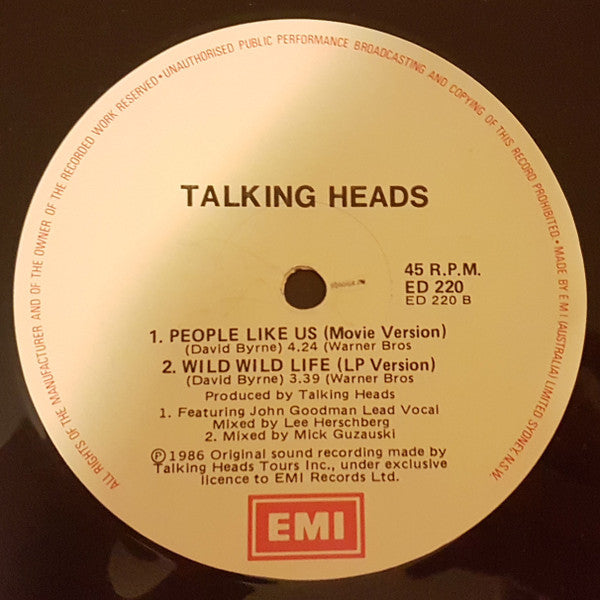 ALL RIGHTS OF THE MANUFACTURER AND OF THE OWNER OF THE RECORDED WORK RESERVED • UNAUTHORISED PUBLIC PERFORMANCE BROADCASTING AND COPYING OF THIS RECORD PROHIBITED • MADE BY E M I (AUSTRALIA) LIMITED SYDNEY, N.S.W.
TALKING HEADS
45 R.P.M.
ED 220
ED 220 B
1. PEOPLE LIKE US (Movie Version)
(David Byrne) 4.24 (Warner Bros
2. WILD WILD LIFE (LP Version)
(David Byrne) 3.39 (Warner Bros
Produced by Talking Heads
1. Featuring John Goodman Lead Vocal
Mixed by Lee Herschberg
2. Mixed by Mick Guzauski
Ⓟ 1986 Original sound recording made by
Talking Heads Tours Inc., under exclusive
licence to EMI Records Ltd.
EMI